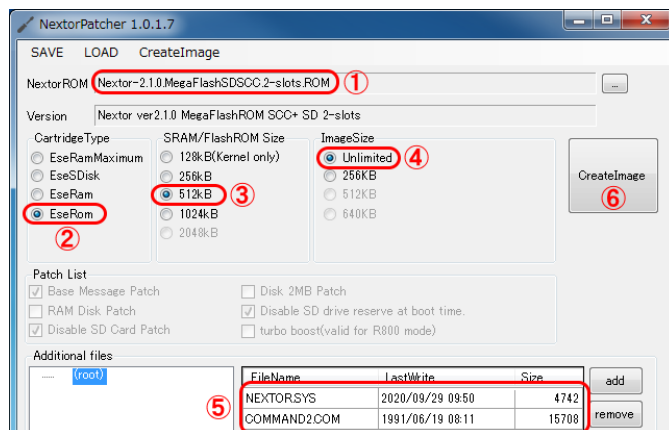 NextorPatcher 1.0.1.7
SAVE LOAD CreateImage
NextorROM Nextor-2.1.0.MegaFlashSDSCC.2-slots.ROM ① ...
Version Nextor ver2.1.0 MegaFlashROM SCC+ SD 2-slots
CartridgeType SRAM/FlashROM Size ImageSize
EseRamMaximum 128kB(Kernel only) Unlimited ④
EseSDisk 256kB 256KB CreateImage
EseRam 512kB ③ 512KB ⑥
EseRom 1024kB 640KB
② 2048kB
Patch List
Base Message Patch Disk 2MB Patch
RAM Disk Patch Disable SD drive reserve at boot time.
Disable SD Card Patch turbo boost(valid for R800 mode)
Additional files
(root) FileName LastWrite Size add
⑤ NEXTOR.SYS 2020/09/29 09:50 4742
COMMAND2.COM 1991/06/19 08:11 15708 remove